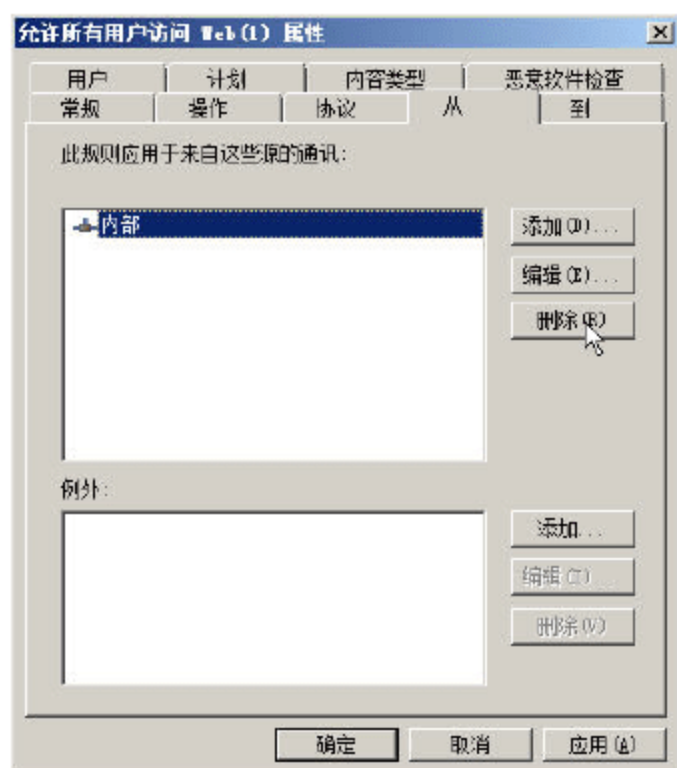 允许所有用户访问 Web(1) 属性
用户 计划 内容类型 恶意软件检查
常规 操作 协议 从 到
此规则应用于来自这些源的通讯:
内部
添加(D)...
编辑(E)...
删除(R)
例外:
添加...
编辑(T)
删除(V)
确定 取消 应用(A)